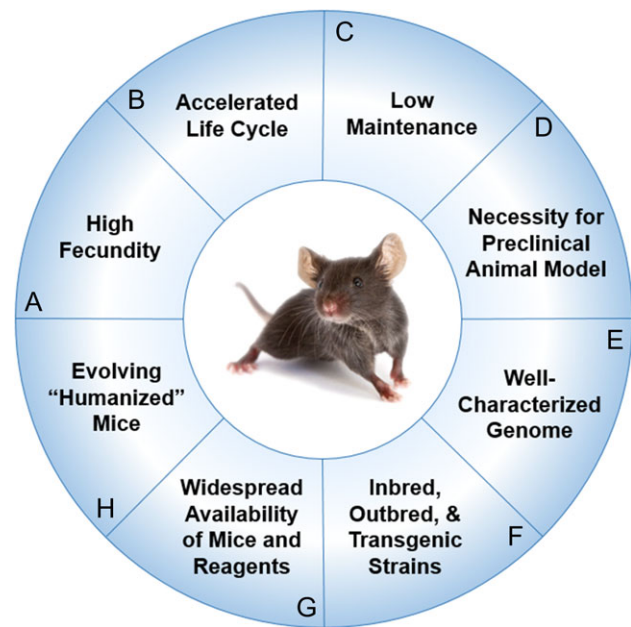 A
High
Fecundity
B
Accelerated
Life Cycle
C
Low
Maintenance
D
Necessity for
Preclinical
Animal Model
E
Well-
Characterized
Genome
F
Inbred,
Outbred, &
Transgenic
Strains
G
Widespread
Availability
of Mice and
Reagents
H
Evolving
“Humanized”
Mice